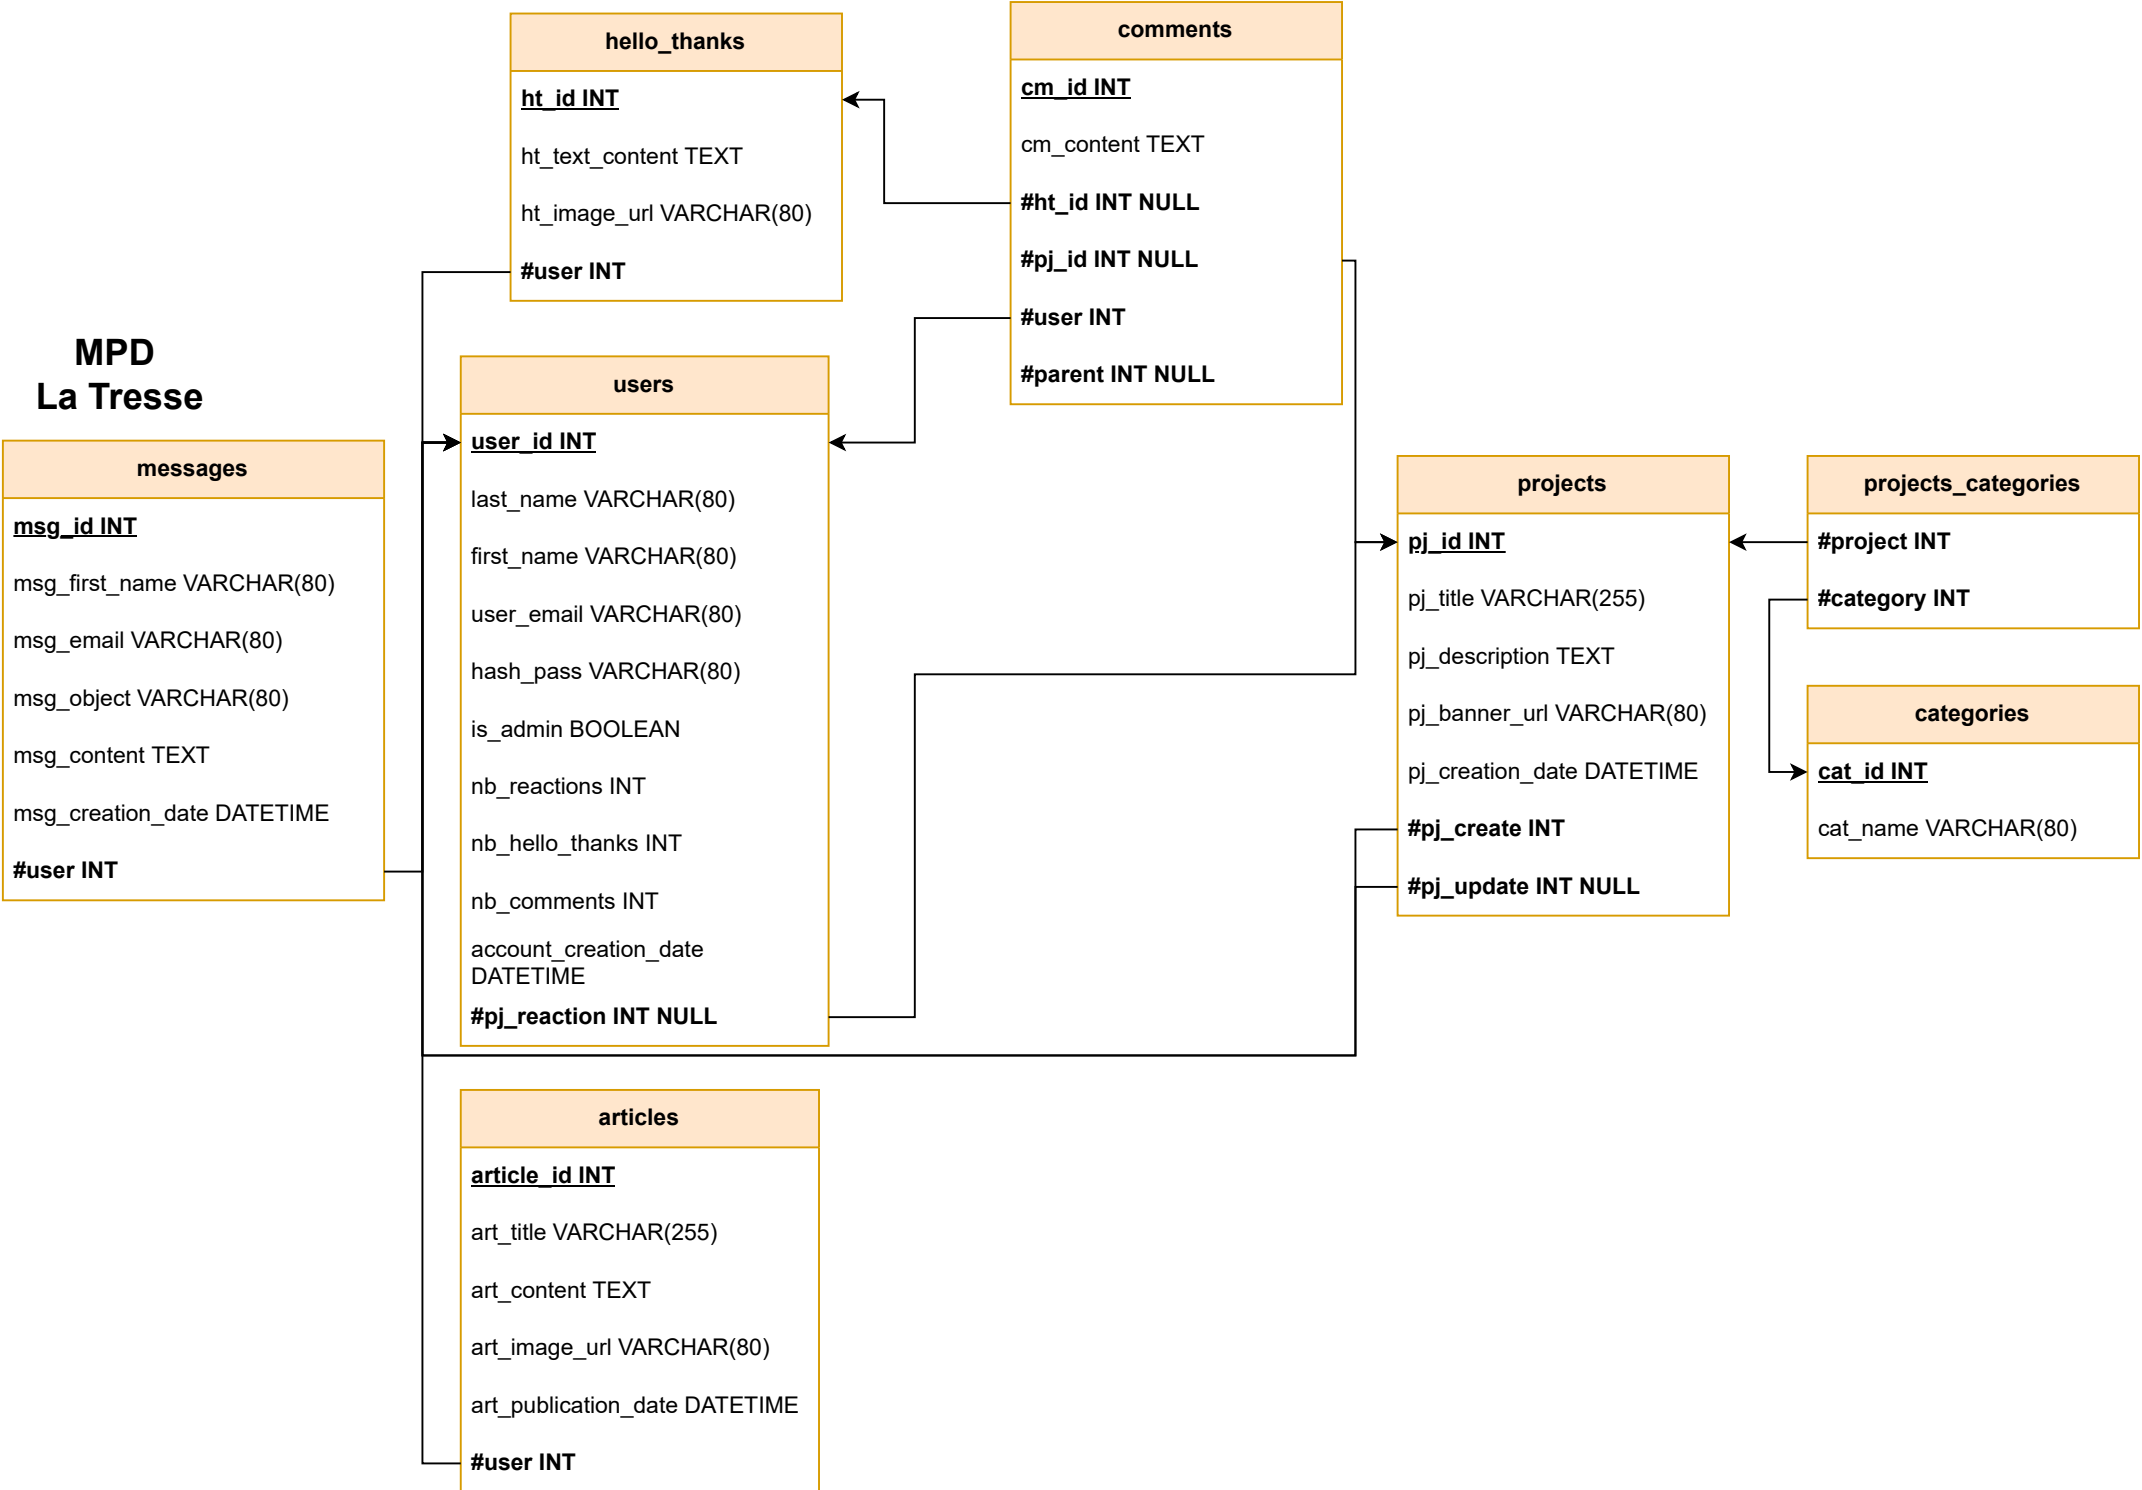 hello_thanks
ht_id INT
ht_text_content TEXT
ht_image_url VARCHAR(80)
#user INT
comments
cm_id INT
cm_content TEXT
#ht_id INT NULL
#pj_id INT NULL
#user INT
#parent INT NULL
MPD
La Tresse
messages
msg_id INT
msg_first_name VARCHAR(80)
msg_email VARCHAR(80)
msg_object VARCHAR(80)
msg_content TEXT
msg_creation_date DATETIME
#user INT
users
user_id INT
last_name VARCHAR(80)
first_name VARCHAR(80)
user_email VARCHAR(80)
hash_pass VARCHAR(80)
is_admin BOOLEAN
nb_reactions INT
nb_hello_thanks INT
nb_comments INT
account_creation_date
DATETIME
#pj_reaction INT NULL
projects
pj_id INT
pj_title VARCHAR(255)
pj_description TEXT
pj_banner_url VARCHAR(80)
pj_creation_date DATETIME
#pj_create INT
#pj_update INT NULL
projects_categories
#project INT
#category INT
categories
cat_id INT
cat_name VARCHAR(80)
articles
article_id INT
art_title VARCHAR(255)
art_content TEXT
art_image_url VARCHAR(80)
art_publication_date DATETIME
#user INT